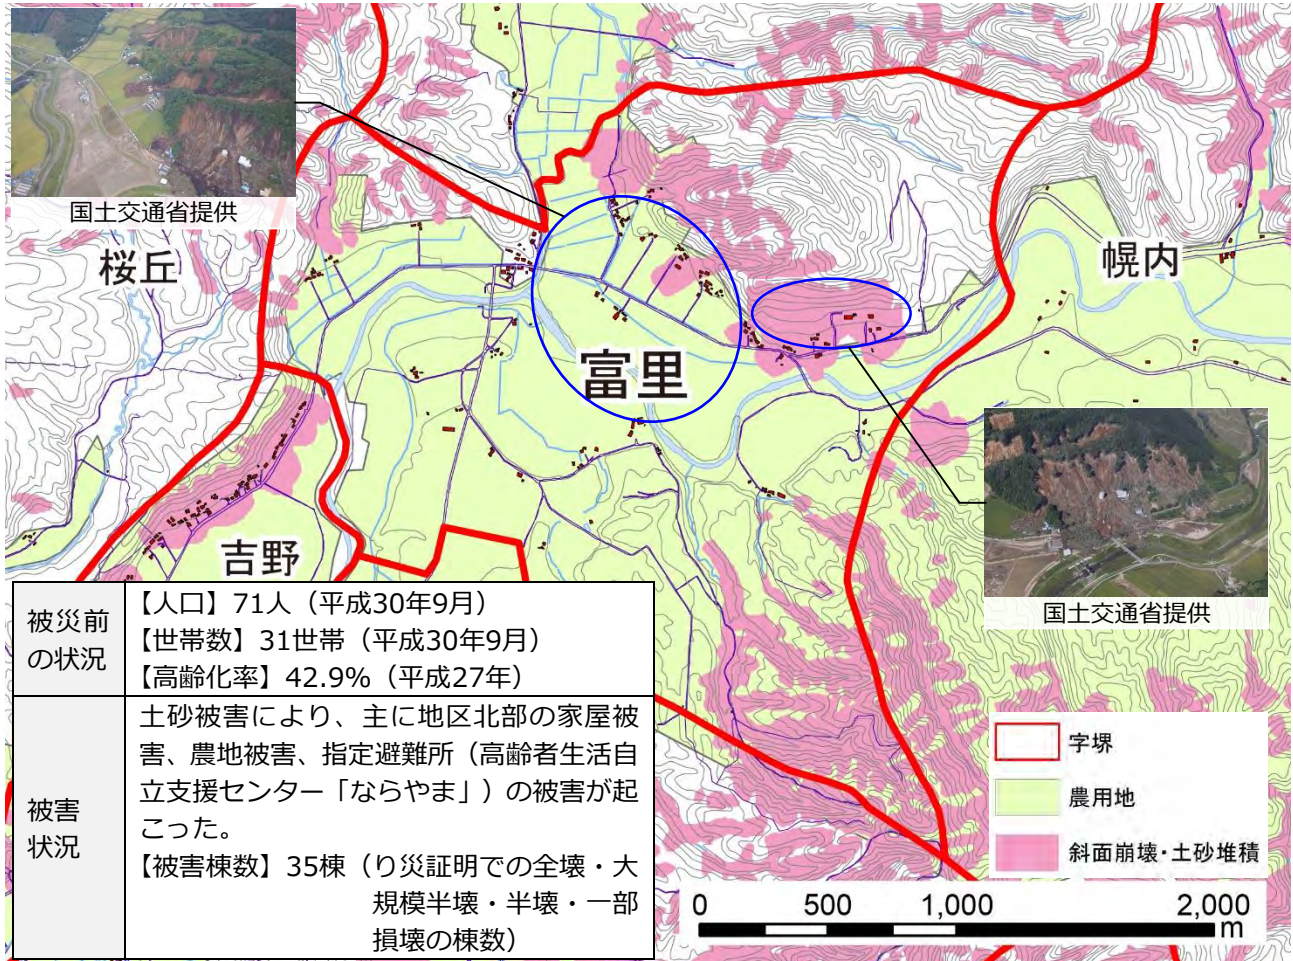 国土交通省提供
桜丘
幌内
富里
吉野
国土交通省提供
被災前
の状況
【人口】71人（平成30年9月）
【世帯数】31世帯（平成30年9月）
【高齢化率】42.9%（平成27年）
被害
状況
土砂被害により、主に地区北部の家屋被
害、農地被害、指定避難所（高齢者生活自
立支援センター「ならやま」）の被害が起
こった。
【被害棟数】35棟（り災証明での全壊・大
規模半壊・半壊・一部
損壊の棟数）
字堺
農用地
斜面崩壊・土砂堆積
0 500 1,000 2,000
m